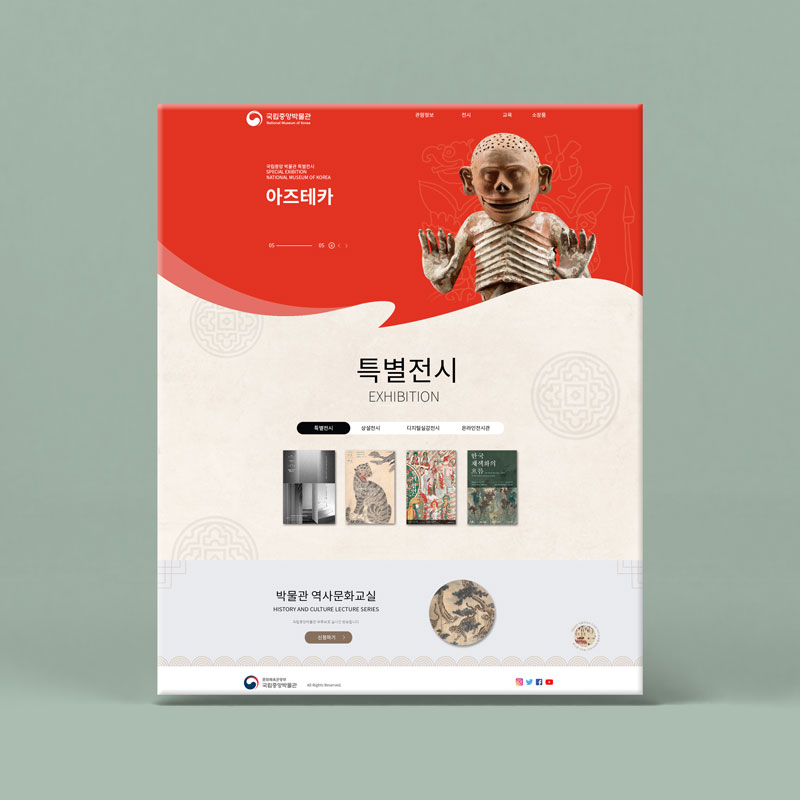 국립중앙박물관
National Museum of Korea
관람정보 전시 교육 소장품
국립중앙 박물관 특별전시
SPECIAL EXIBITION
NATIONAL MUSEUM OF KOREA
아즈테카
05 05
특별전시
EXHIBITION
특별전시 상설전시 디지털실감전시 온라인전시관
한국
채색화의
흐름
박물관 역사문화교실
HISTORY AND CULTURE LECTURE SERIES
신청하기
문화체육관광부
국립중앙박물관
All Rights Reserved.